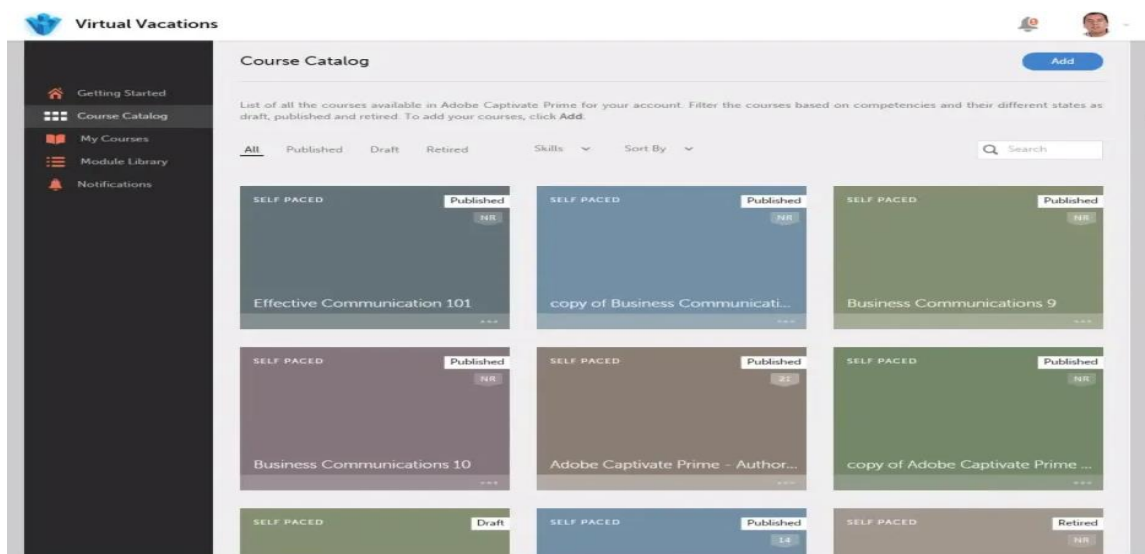 Virtual Vacations
Course Catalog
Add
Getting Started
Course Catalog
My Courses
Module Library
Notifications
List of all the courses available in Adobe Captivate Prime for your account. Filter the courses based on competencies and their different states as
draft, published and retired. To add your courses, click Add.
All Published Draft Retired Skills Sort By Search
SELF PACED Published SELF PACED Published SELF PACED Published
NR NR NR
Effective Communication 101 copy of Business Communicati... Business Communications 9
SELF PACED Published SELF PACED Published SELF PACED Published
NR 21 NR
Business Communications 10 Adobe Captivate Prime - Author... copy of Adobe Captivate Prime ...
SELF PACED Draft SELF PACED Published SELF PACED Retired
14 NR